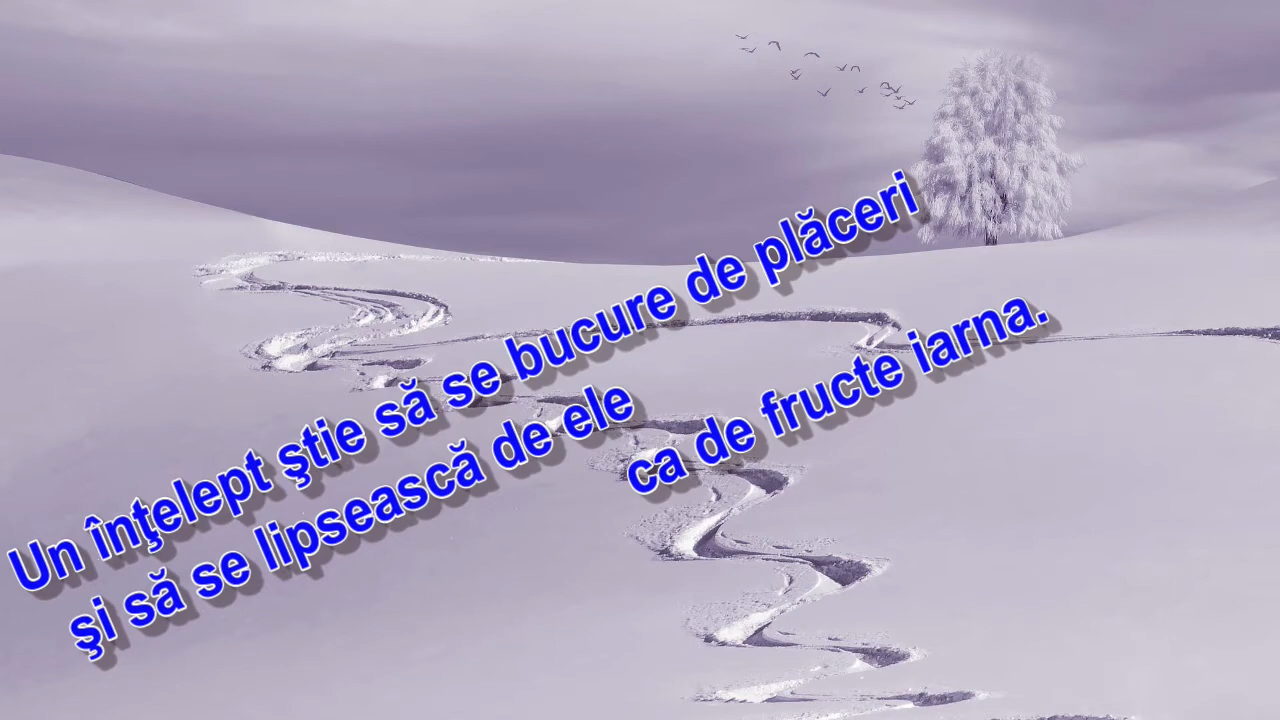 Un înţelept ştie să se bucure de plăceri
şi să se lipsească de ele
ca de fructe iarna.